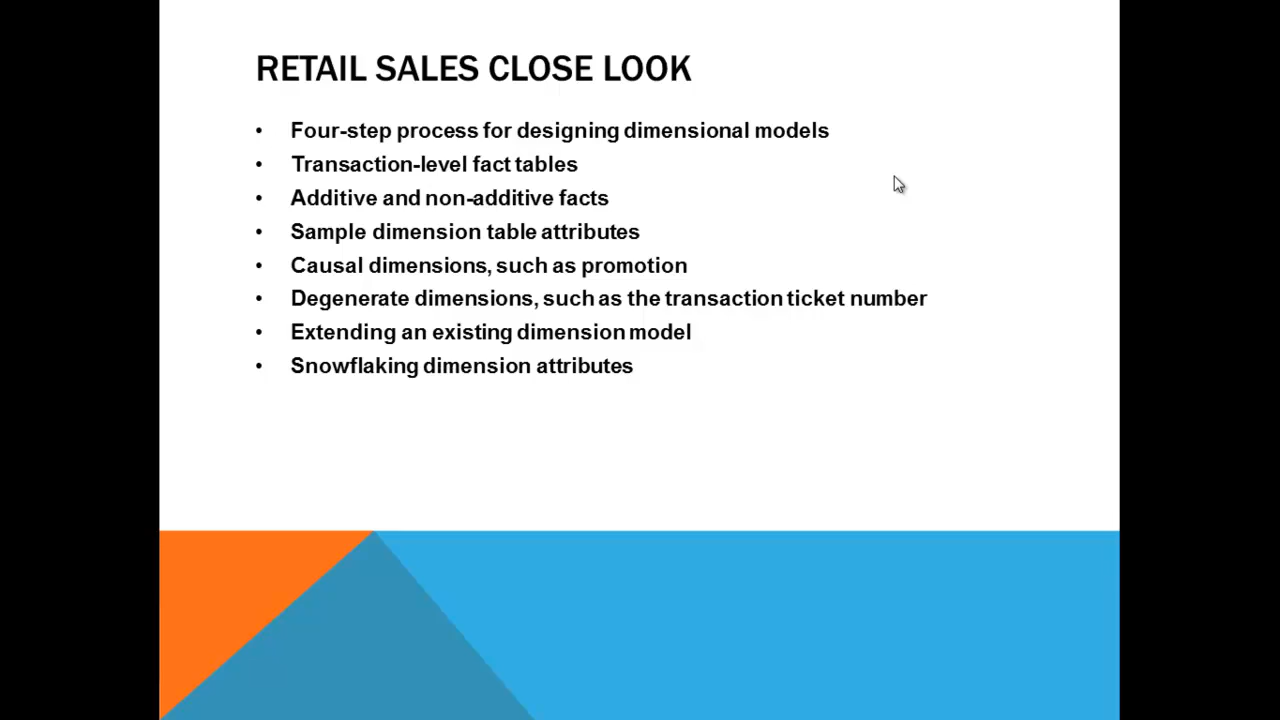 RETAIL SALES CLOSE LOOK
• Four-step process for designing dimensional models
• Transaction-level fact tables
• Additive and non-additive facts
• Sample dimension table attributes
• Causal dimensions, such as promotion
• Degenerate dimensions, such as the transaction ticket number
• Extending an existing dimension model
• Snowflaking dimension attributes